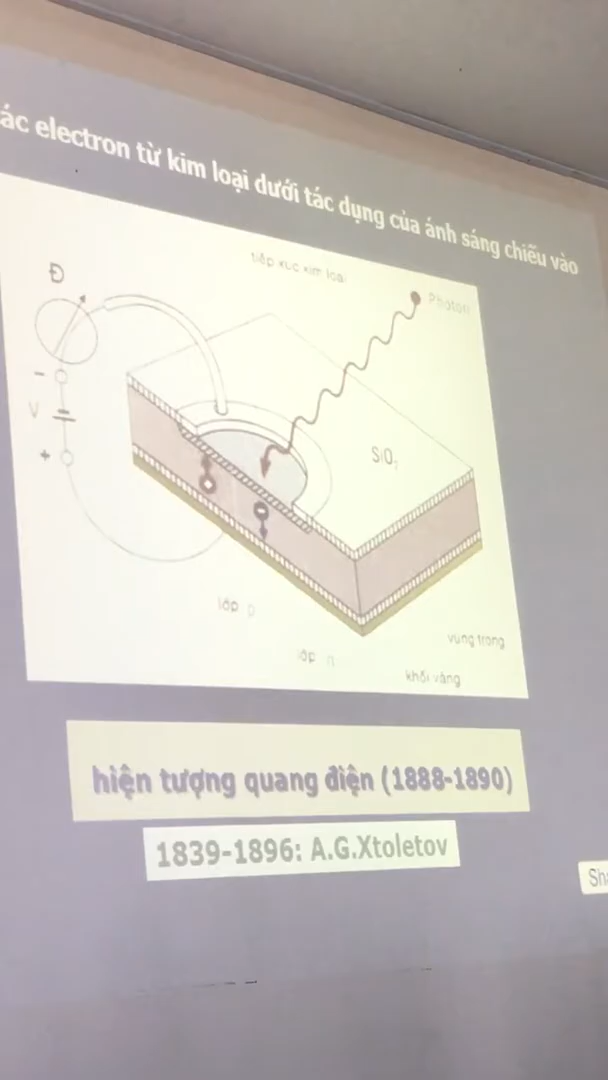 ác electron từ kim loại dưới tác dụng của ánh sáng chiếu vào
tiếp xúc kim loại
Photon
Đ
-
V
+
SiO₂
lớp p
lớp n
vùng trong
khối vàng
hiện tượng quang điện (1888-1890)
1839-1896: A.G.Xtoletov